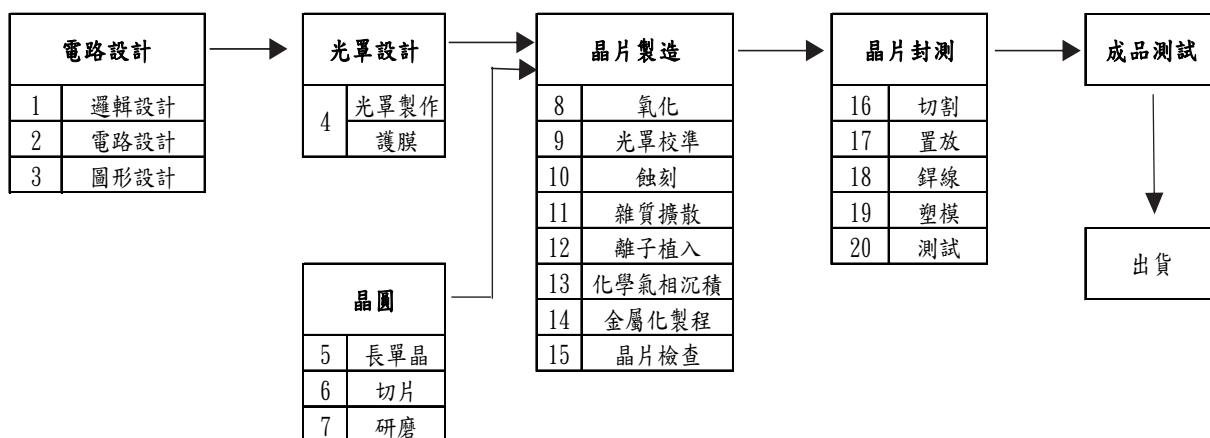 電路設計
1 邏輯設計
2 電路設計
3 圖形設計
光罩設計
4 光罩製作
護膜
晶圓
5 長單晶
6 切片
7 研磨
晶片製造
8 氧化
9 光罩校準
10 蝕刻
11 雜質擴散
12 離子植入
13 化學氣相沉積
14 金屬化製程
15 晶片檢查
晶片封測
16 切割
17 置放
18 銲線
19 塑模
20 測試
成品測試
出貨